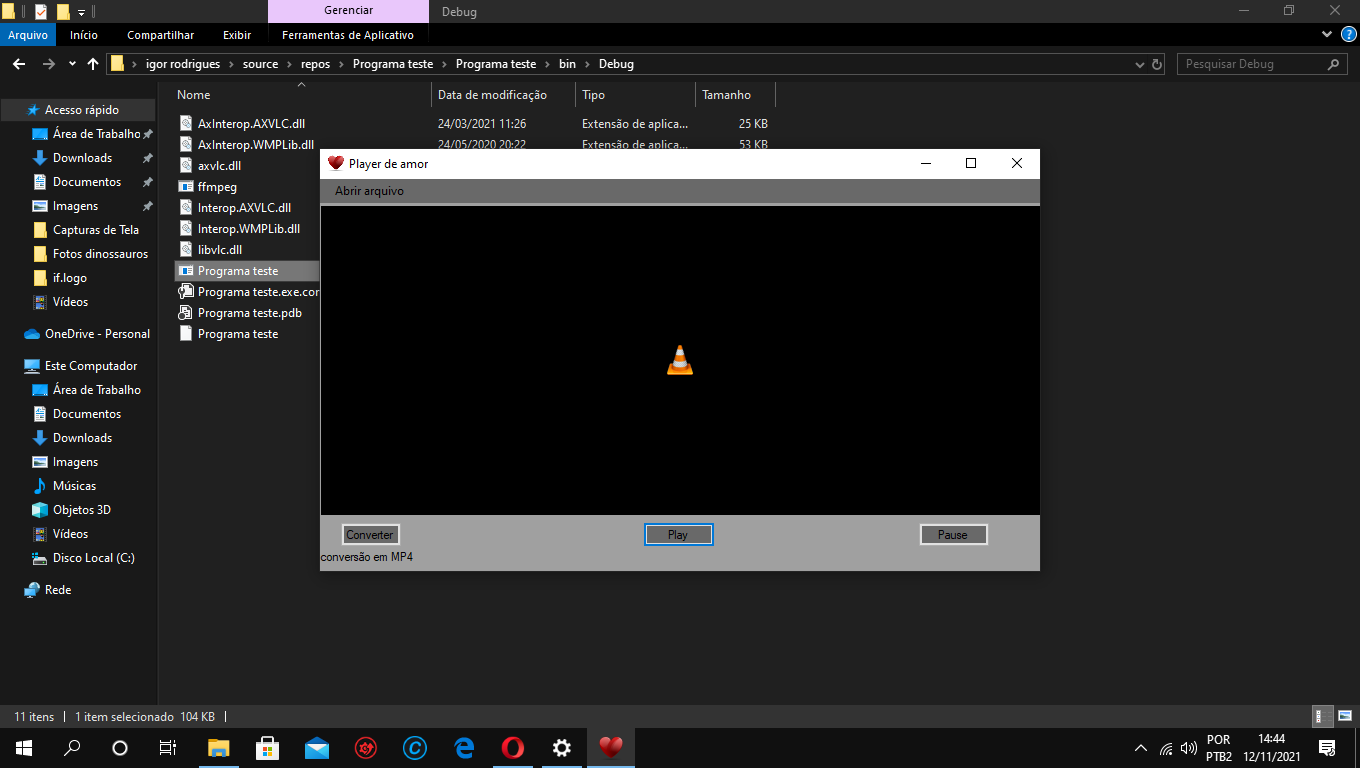 Gerenciar
Debug
Arquivo
Início
Compartilhar
Exibir
Ferramentas de Aplicativo
igor rodrigues
source
repos
Programa teste
Programa teste
bin
Debug
Pesquisar Debug
Nome
Data de modificação
Tipo
Tamanho
AxInterop.AXVLC.dll
24/03/2021 11:26
Extensão de aplica...
25 KB
AxInterop.WMPLib.dll
24/05/2020 20:22
Extensão de aplica...
53 KB
axvlc.dll
ffmpeg
Interop.AXVLC.dll
Interop.WMPLib.dll
libvlc.dll
Programa teste
Programa teste.exe.cor
Programa teste.pdb
Programa teste
Acesso rápido
Área de Trabalho
Downloads
Documentos
Imagens
Capturas de Tela
Fotos dinossauros
if.logo
Vídeos
OneDrive - Personal
Este Computador
Área de Trabalho
Documentos
Downloads
Imagens
Músicas
Objetos 3D
Vídeos
Disco Local (C:)
Rede
Player de amor
Abrir arquivo
Converter
Play
Pause
conversão em MP4
11 itens
1 item selecionado 104 KB
POR
PTB2
14:44
12/11/2021